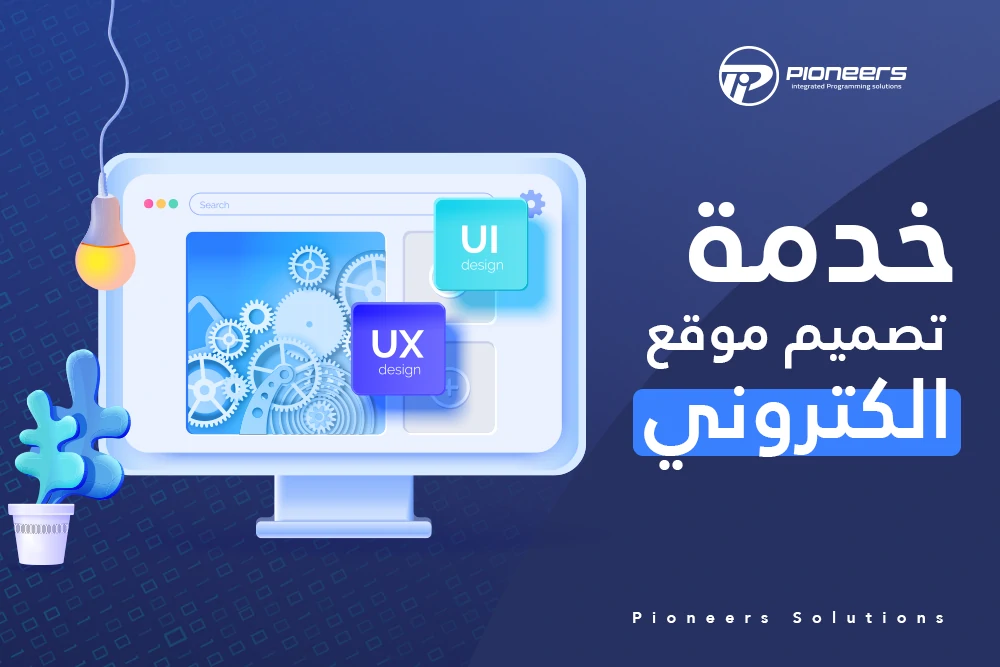 PIONEERS
integrated Programming solutions
خدمة
تصميم موقع
الكتروني
Search
UI
design
UX
design
Pioneers Solutions